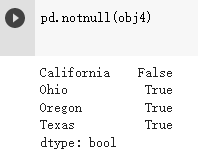 pd.notnull(obj4)
California    False
Ohio           True
Oregon         True
Texas          True
dtype: bool